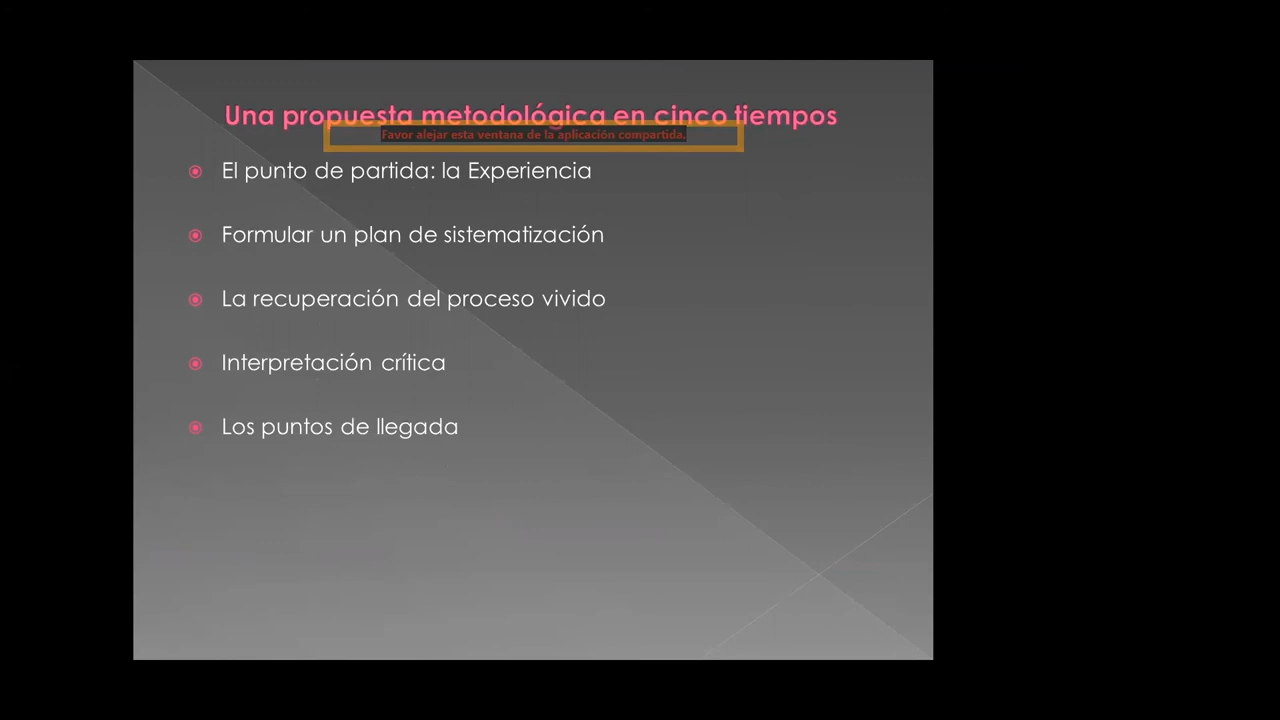 Una propuesta metodológica en cinco tiempos
Favor alejar esta ventana de la aplicación compartida.
El punto de partida: la Experiencia
Formular un plan de sistematización
La recuperación del proceso vivido
Interpretación crítica
Los puntos de llegada